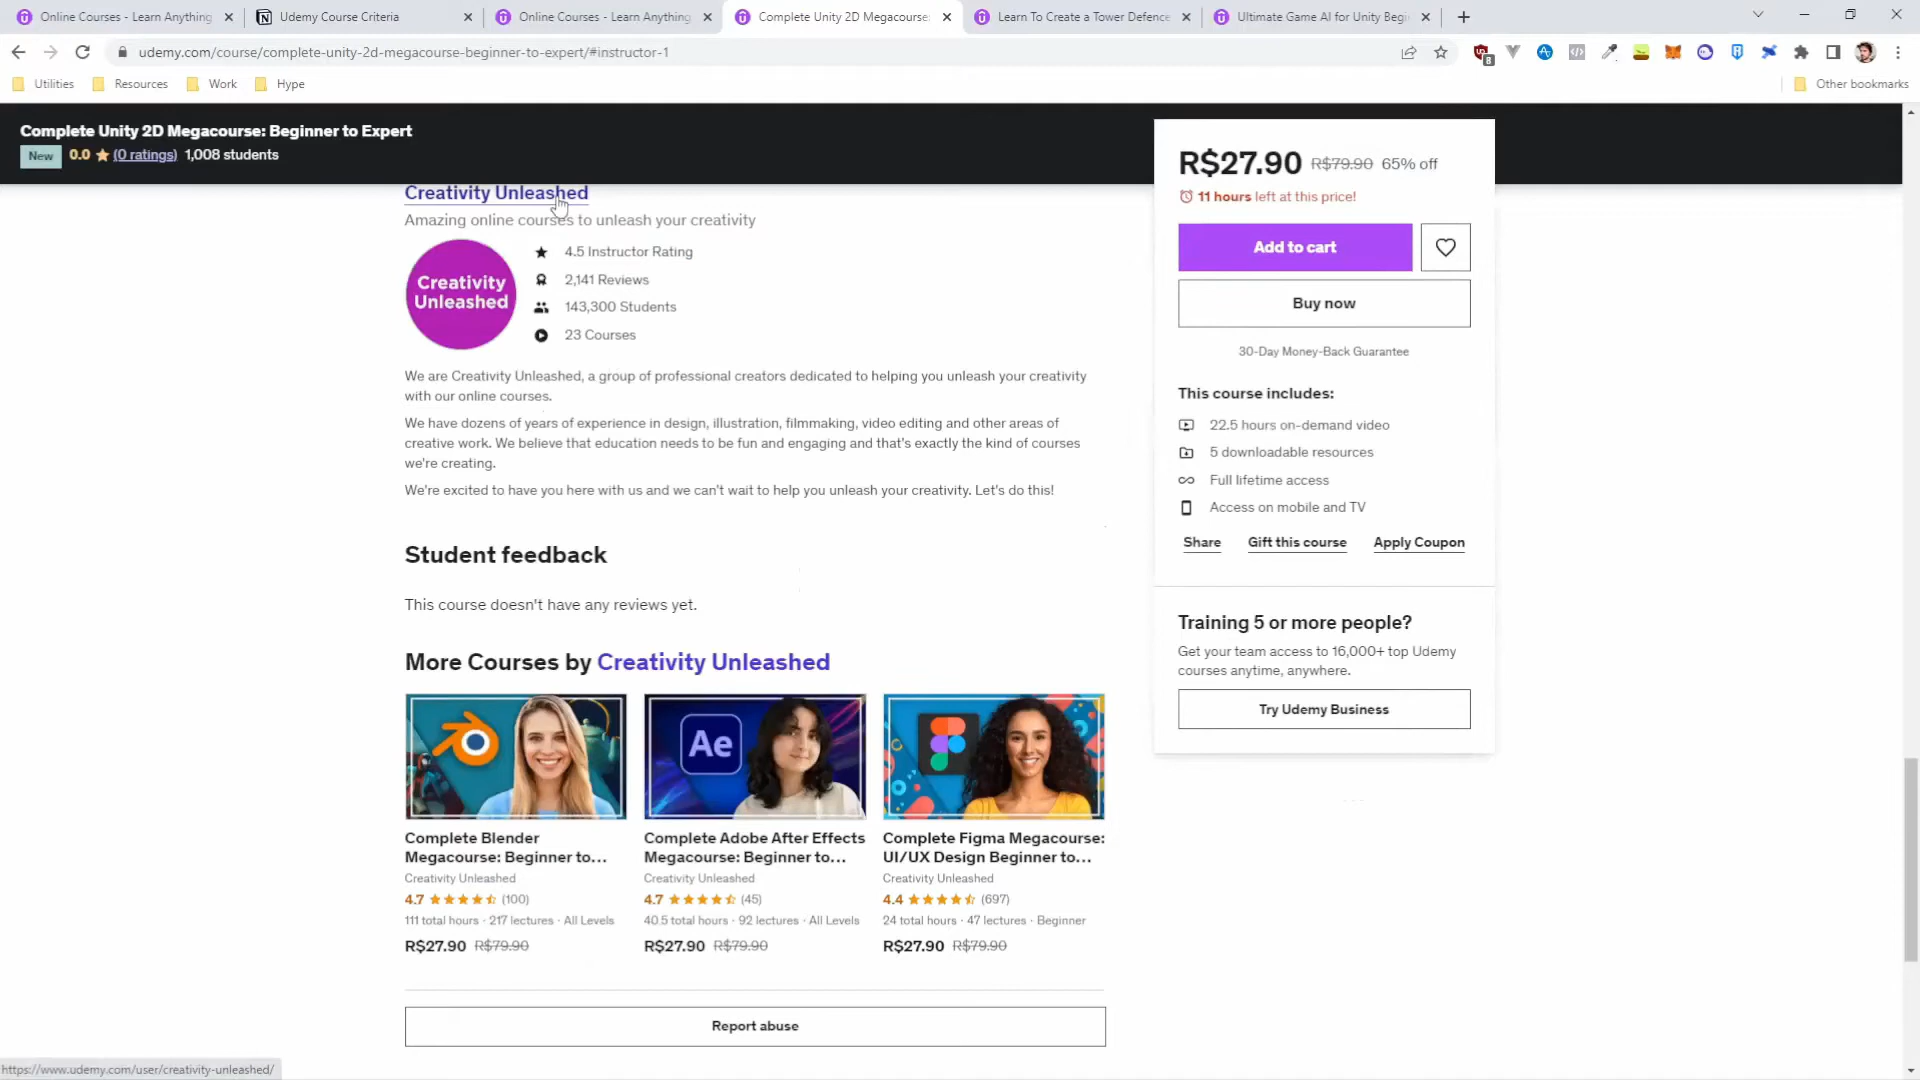 Online Courses - Learn Anything
Udemy Course Criteria
Online Courses - Learn Anything
Complete Unity 2D Megacourse:
Learn To Create a Tower Defence
Ultimate Game AI for Unity Begi
udemy.com/course/complete-unity-2d-megacourse-beginner-to-expert/#instructor-1
8
Utilities
Resources
Work
Hype
Other bookmarks
Complete Unity 2D Megacourse: Beginner to Expert
New 0.0 (0 ratings) 1,008 students
Creativity Unleashed
Amazing online courses to unleash your creativity
Creativity
Unleashed
4.5 Instructor Rating
2,141 Reviews
143,300 Students
23 Courses
We are Creativity Unleashed, a group of professional creators dedicated to helping you unleash your creativity
with our online courses.
We have dozens of years of experience in design, illustration, filmmaking, video editing and other areas of
creative work. We believe that education needs to be fun and engaging and that's exactly the kind of courses
we're creating.
We're excited to have you here with us and we can't wait to help you unleash your creativity. Let's do this!
Student feedback
This course doesn't have any reviews yet.
More Courses by Creativity Unleashed
Ae
Complete Blender
Megacourse: Beginner to...
Creativity Unleashed
4.7 (100)
111 total hours · 217 lectures · All Levels
R$27.90 R$79.90
Complete Adobe After Effects
Megacourse: Beginner to...
Creativity Unleashed
4.7 (45)
40.5 total hours · 92 lectures · All Levels
R$27.90 R$79.90
Complete Figma Megacourse:
UI/UX Design Beginner to...
Creativity Unleashed
4.4 (697)
24 total hours · 47 lectures · Beginner
R$27.90 R$79.90
Report abuse
R$27.90 R$79.90 65% off
11 hours left at this price!
Add to cart
Buy now
30-Day Money-Back Guarantee
This course includes:
22.5 hours on-demand video
5 downloadable resources
Full lifetime access
Access on mobile and TV
Share Gift this course Apply Coupon
Training 5 or more people?
Get your team access to 16,000+ top Udemy
courses anytime, anywhere.
Try Udemy Business
https://www.udemy.com/user/creativity-unleashed/